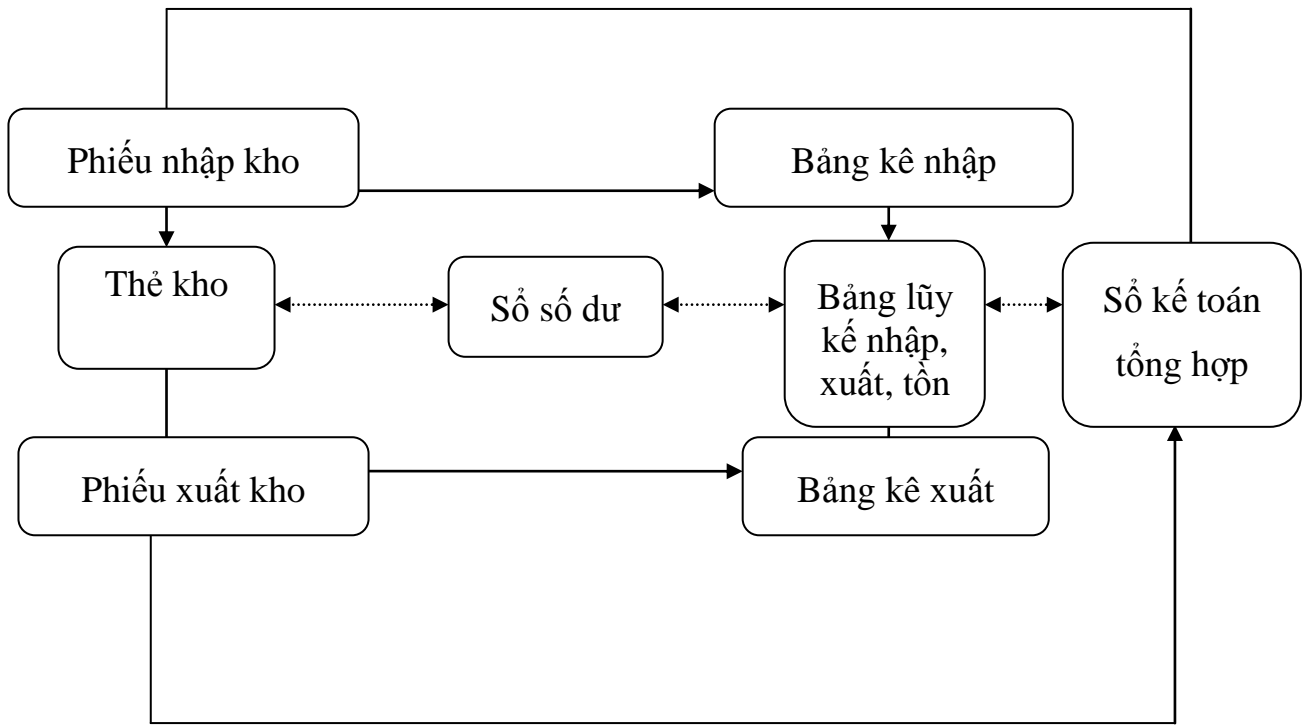 Phiếu nhập kho
Bảng kê nhập
Thẻ kho
Sổ số dư
Bảng lũy
kế nhập,
xuất, tồn
Sổ kế toán
tổng hợp
Phiếu xuất kho
Bảng kê xuất